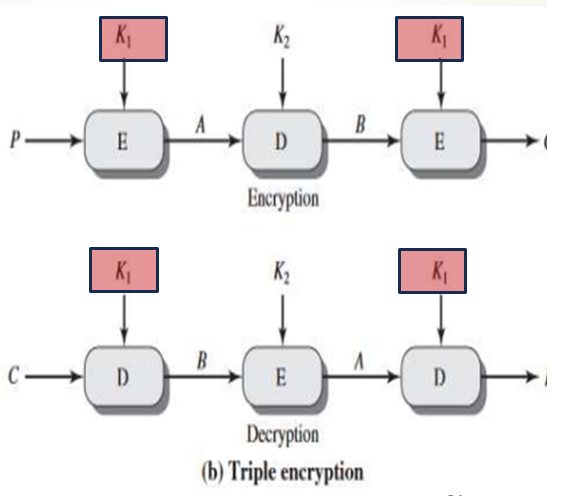 K₁ K₂ K₁
P E A D B E
Encryption
K₁ K₂ K₁
C D B E A D
Decryption
(b) Triple encryption